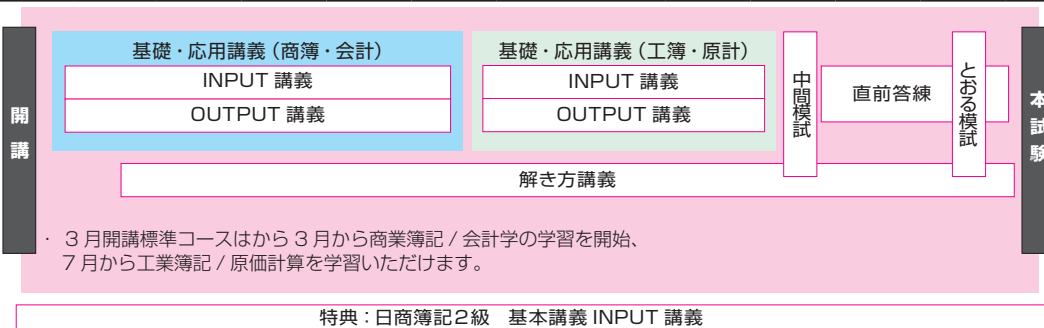 開講
基礎・応用講義（商簿・会計）
INPUT 講義
OUTPUT 講義
基礎・応用講義（工簿・原計）
INPUT 講義
OUTPUT 講義
中間模試
直前答練
とおる模試
本試験
解き方講義
・ 3 月開講標準コースはから 3 月から商業簿記 / 会計学の学習を開始、
7 月から工業簿記 / 原価計算を学習いただけます。
特典：日商簿記２級　基本講義 INPUT 講義